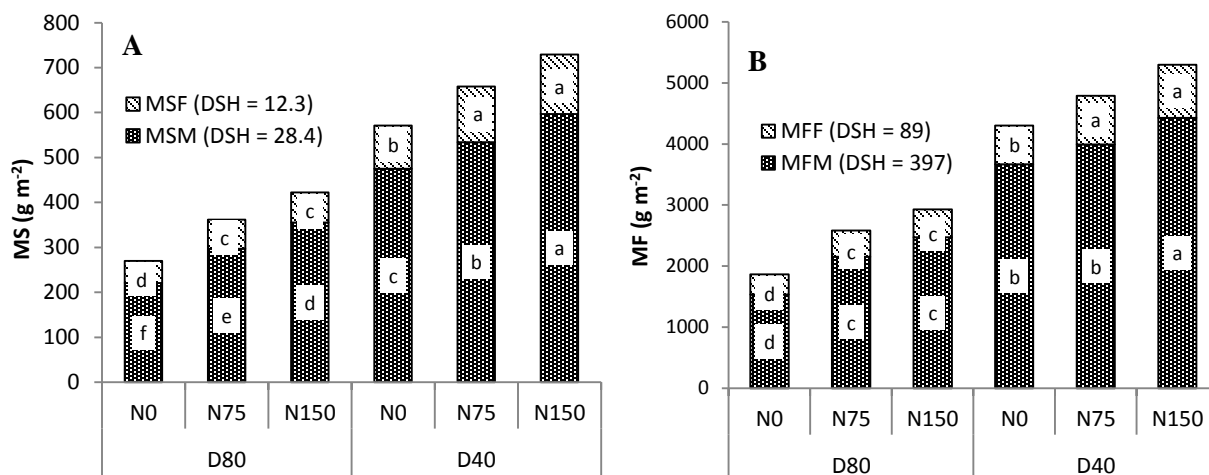 A
MS (g m-2)
800
700
600
500
400
300
200
100
0
MSF (DSH = 12.3)
MSM (DSH = 28.4)
d
c
c
b
a
a
f
e
d
c
b
a
N0 N75 N150 N0 N75 N150
D80 D40
B
MF (g m-2)
6000
5000
4000
3000
2000
1000
0
MFF (DSH = 89)
MFM (DSH = 397)
d
c
c
b
a
a
d
c
c
b
b
a
N0 N75 N150 N0 N75 N150
D80 D40